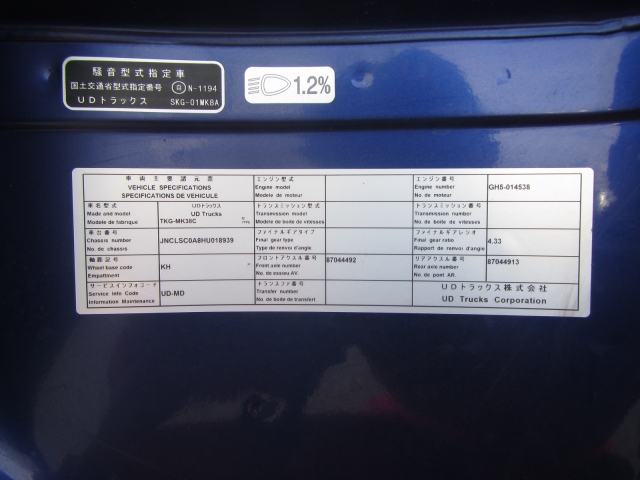 騒音型式指定車
国土交通省型式指定番号 自 N-1194
UDトラックス SKG-01MK8A
1.2%
車両主要諸元票
VEHICLE SPECIFICATIONS
SPECIFICATIONS DE VEHICULE
車名型式 UDトラックス
Made and model UD Trucks
Modele de fabrique TKG-MK38C
車台番号
Chassis number JNCLSC0A8HU018939
No. de chassis
軸距記号
Wheel base code KH
Empattment
サービスインフォコード
Service info Code UD-MD
Information Maintenance
エンジン型式
Engine model
Modele de moteur
トランスミッション型式
Transmission model
Modele de boite de vitesses
ファイナルギアタイプ
Final gear type
Type de renvoi d'angle
フロントアクスル番号 87044492
Front axle number
No. de essieu AV.
トランスファ番号
Transfer number
No. de boite de transfert
エンジン番号
Engine number GH5-014538
No. de moteur
トランスミッション番号
Transmission number
No. de boite de vitesses
ファイナルギアレシオ
Final gear ratio 4.33
Rapport de renvoi d'angle
リアアクスル番号 87044913
Rear axle number
No. de pont AR.
UDトラックス株式会社
UD Trucks Corporation